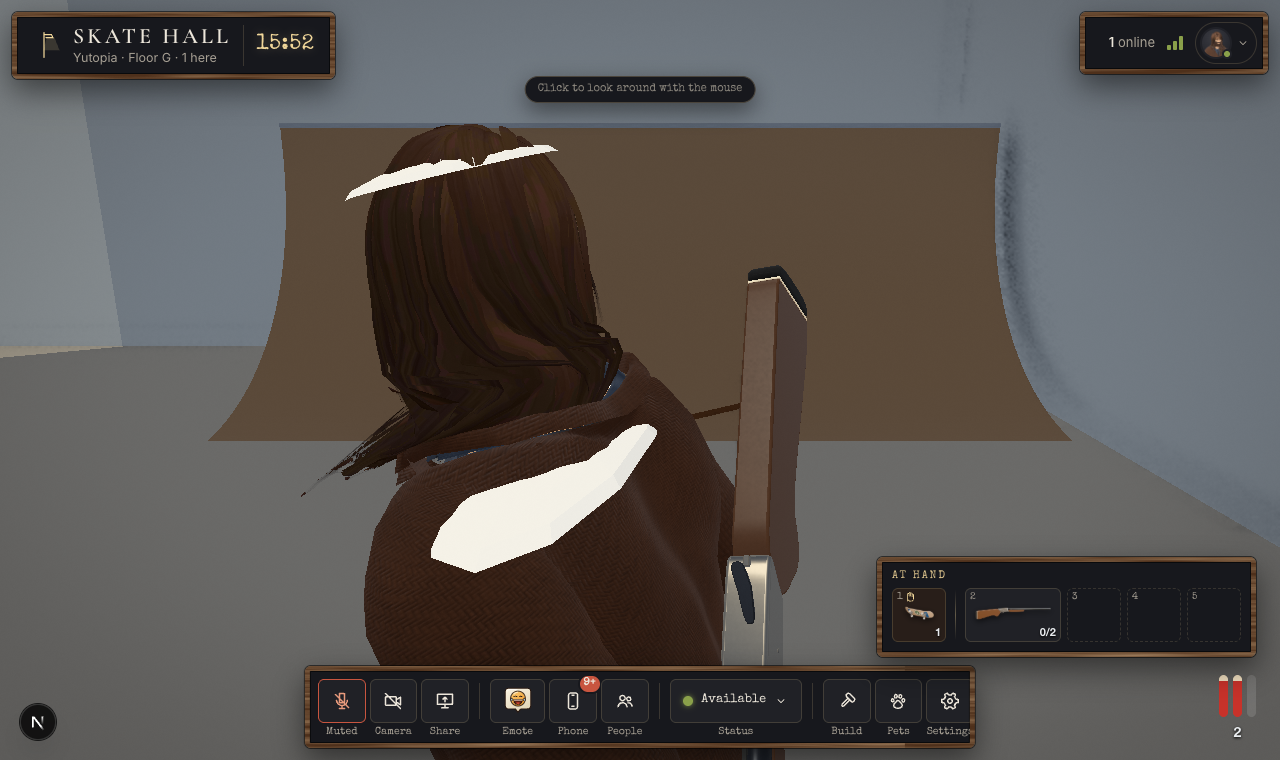 SKATE HALL
Yutopia · Floor G · 1 here
15:52
1 online
Click to look around with the mouse
AT HAND
1
1
2
0/2
3
4
5
9+
Available
Muted
Camera
Share
Emote
Phone
People
Status
Build
Pets
Settings
N
2